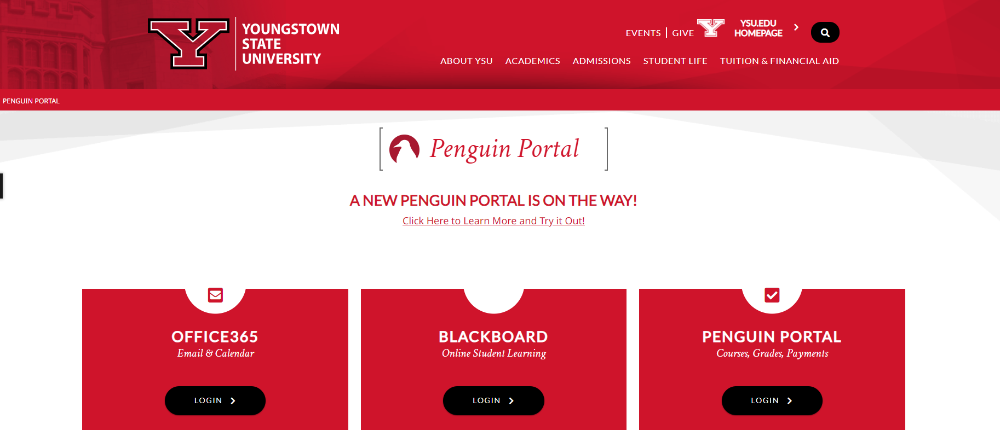 YOUNGSTOWN
STATE
UNIVERSITY
EVENTS GIVE
YSU.EDU
HOMEPAGE
ABOUT YSU ACADEMICS ADMISSIONS STUDENT LIFE TUITION & FINANCIAL AID
PENGUIN PORTAL
Penguin Portal
A NEW PENGUIN PORTAL IS ON THE WAY!
Click Here to Learn More and Try it Out!
OFFICE365
Email & Calendar
LOGIN
BLACKBOARD
Online Student Learning
LOGIN
PENGUIN PORTAL
Courses, Grades, Payments
LOGIN